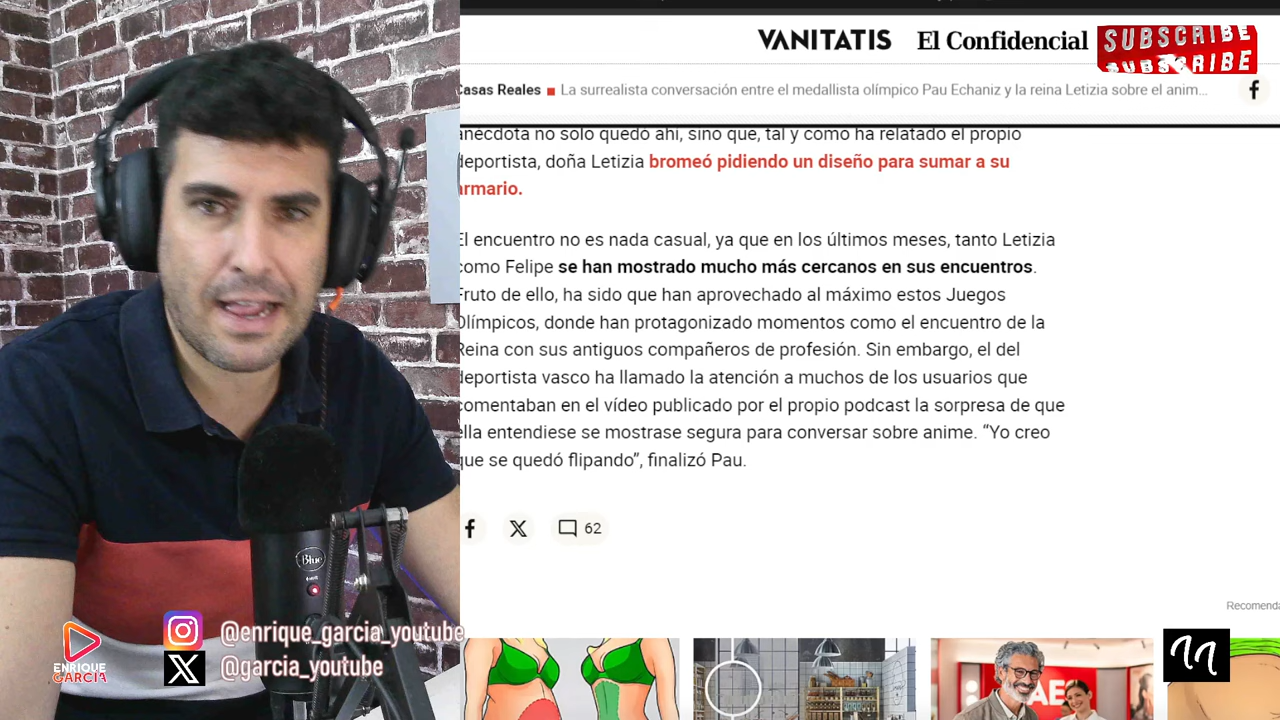 VANITATIS El Confidencial SUBSCRIBE
SUBSCRIBE
Casas Reales La surrealista conversación entre el medallista olímpico Pau Echaniz y la reina Letizia sobre el anim...
anécdota no solo quedó ahí, sino que, tal y como ha relatado el propio
deportista, doña Letizia bromeó pidiendo un diseño para sumar a su
armario.
El encuentro no es nada casual, ya que en los últimos meses, tanto Letizia
como Felipe se han mostrado mucho más cercanos en sus encuentros.
Fruto de ello, ha sido que han aprovechado al máximo estos Juegos
Olímpicos, donde han protagonizado momentos como el encuentro de la
Reina con sus antiguos compañeros de profesión. Sin embargo, el del
deportista vasco ha llamado la atención a muchos de los usuarios que
comentaban en el vídeo publicado por el propio podcast la sorpresa de que
ella entendiese se mostrase segura para conversar sobre anime. “Yo creo
que se quedó flipando”, finalizó Pau.
62
Recomenda
Blue
@enrique_garcia_youtube
@garcia_youtube
ENRIQUE
GARCIA